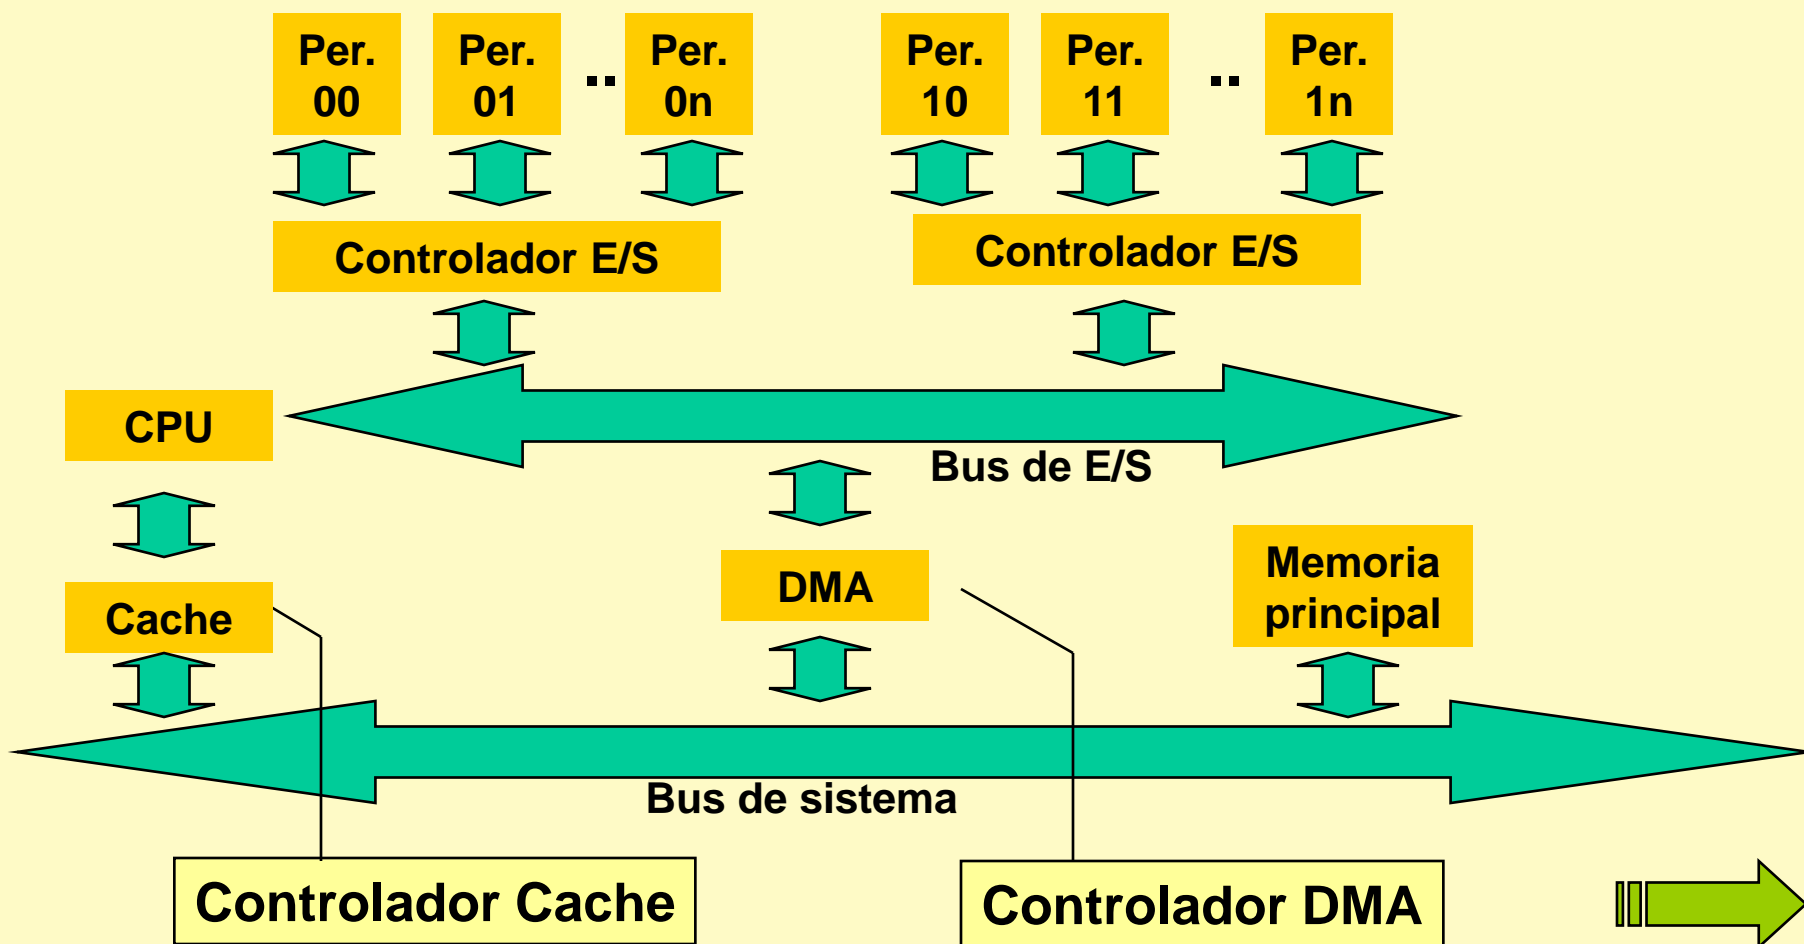 Per.
00
Per.
01
..
Per.
0n
Per.
10
Per.
11
..
Per.
1n
Controlador E/S
Controlador E/S
CPU
Bus de E/S
Cache
DMA
Memoria
principal
Bus de sistema
Controlador Cache
Controlador DMA